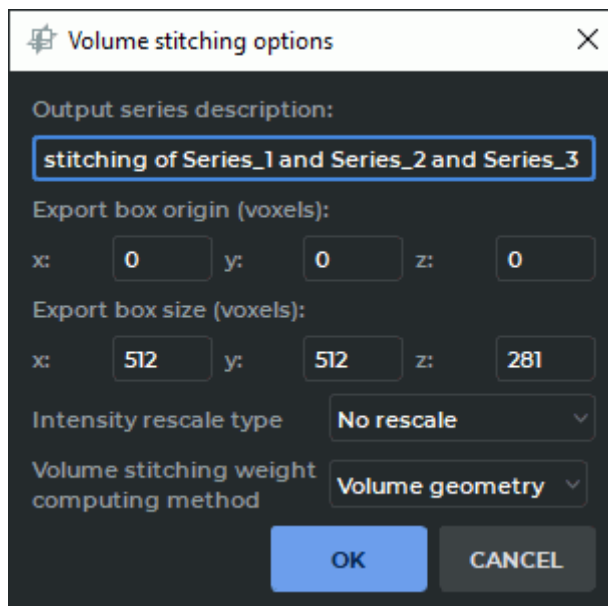 Volume stitching options
Output series description:
stitching of Series_1 and Series_2 and Series_3
Export box origin (voxels):
x: 0 y: 0 z: 0
Export box size (voxels):
x: 512 y: 512 z: 281
Intensity rescale type No rescale
Volume stitching weight
computing method Volume geometry
OK CANCEL